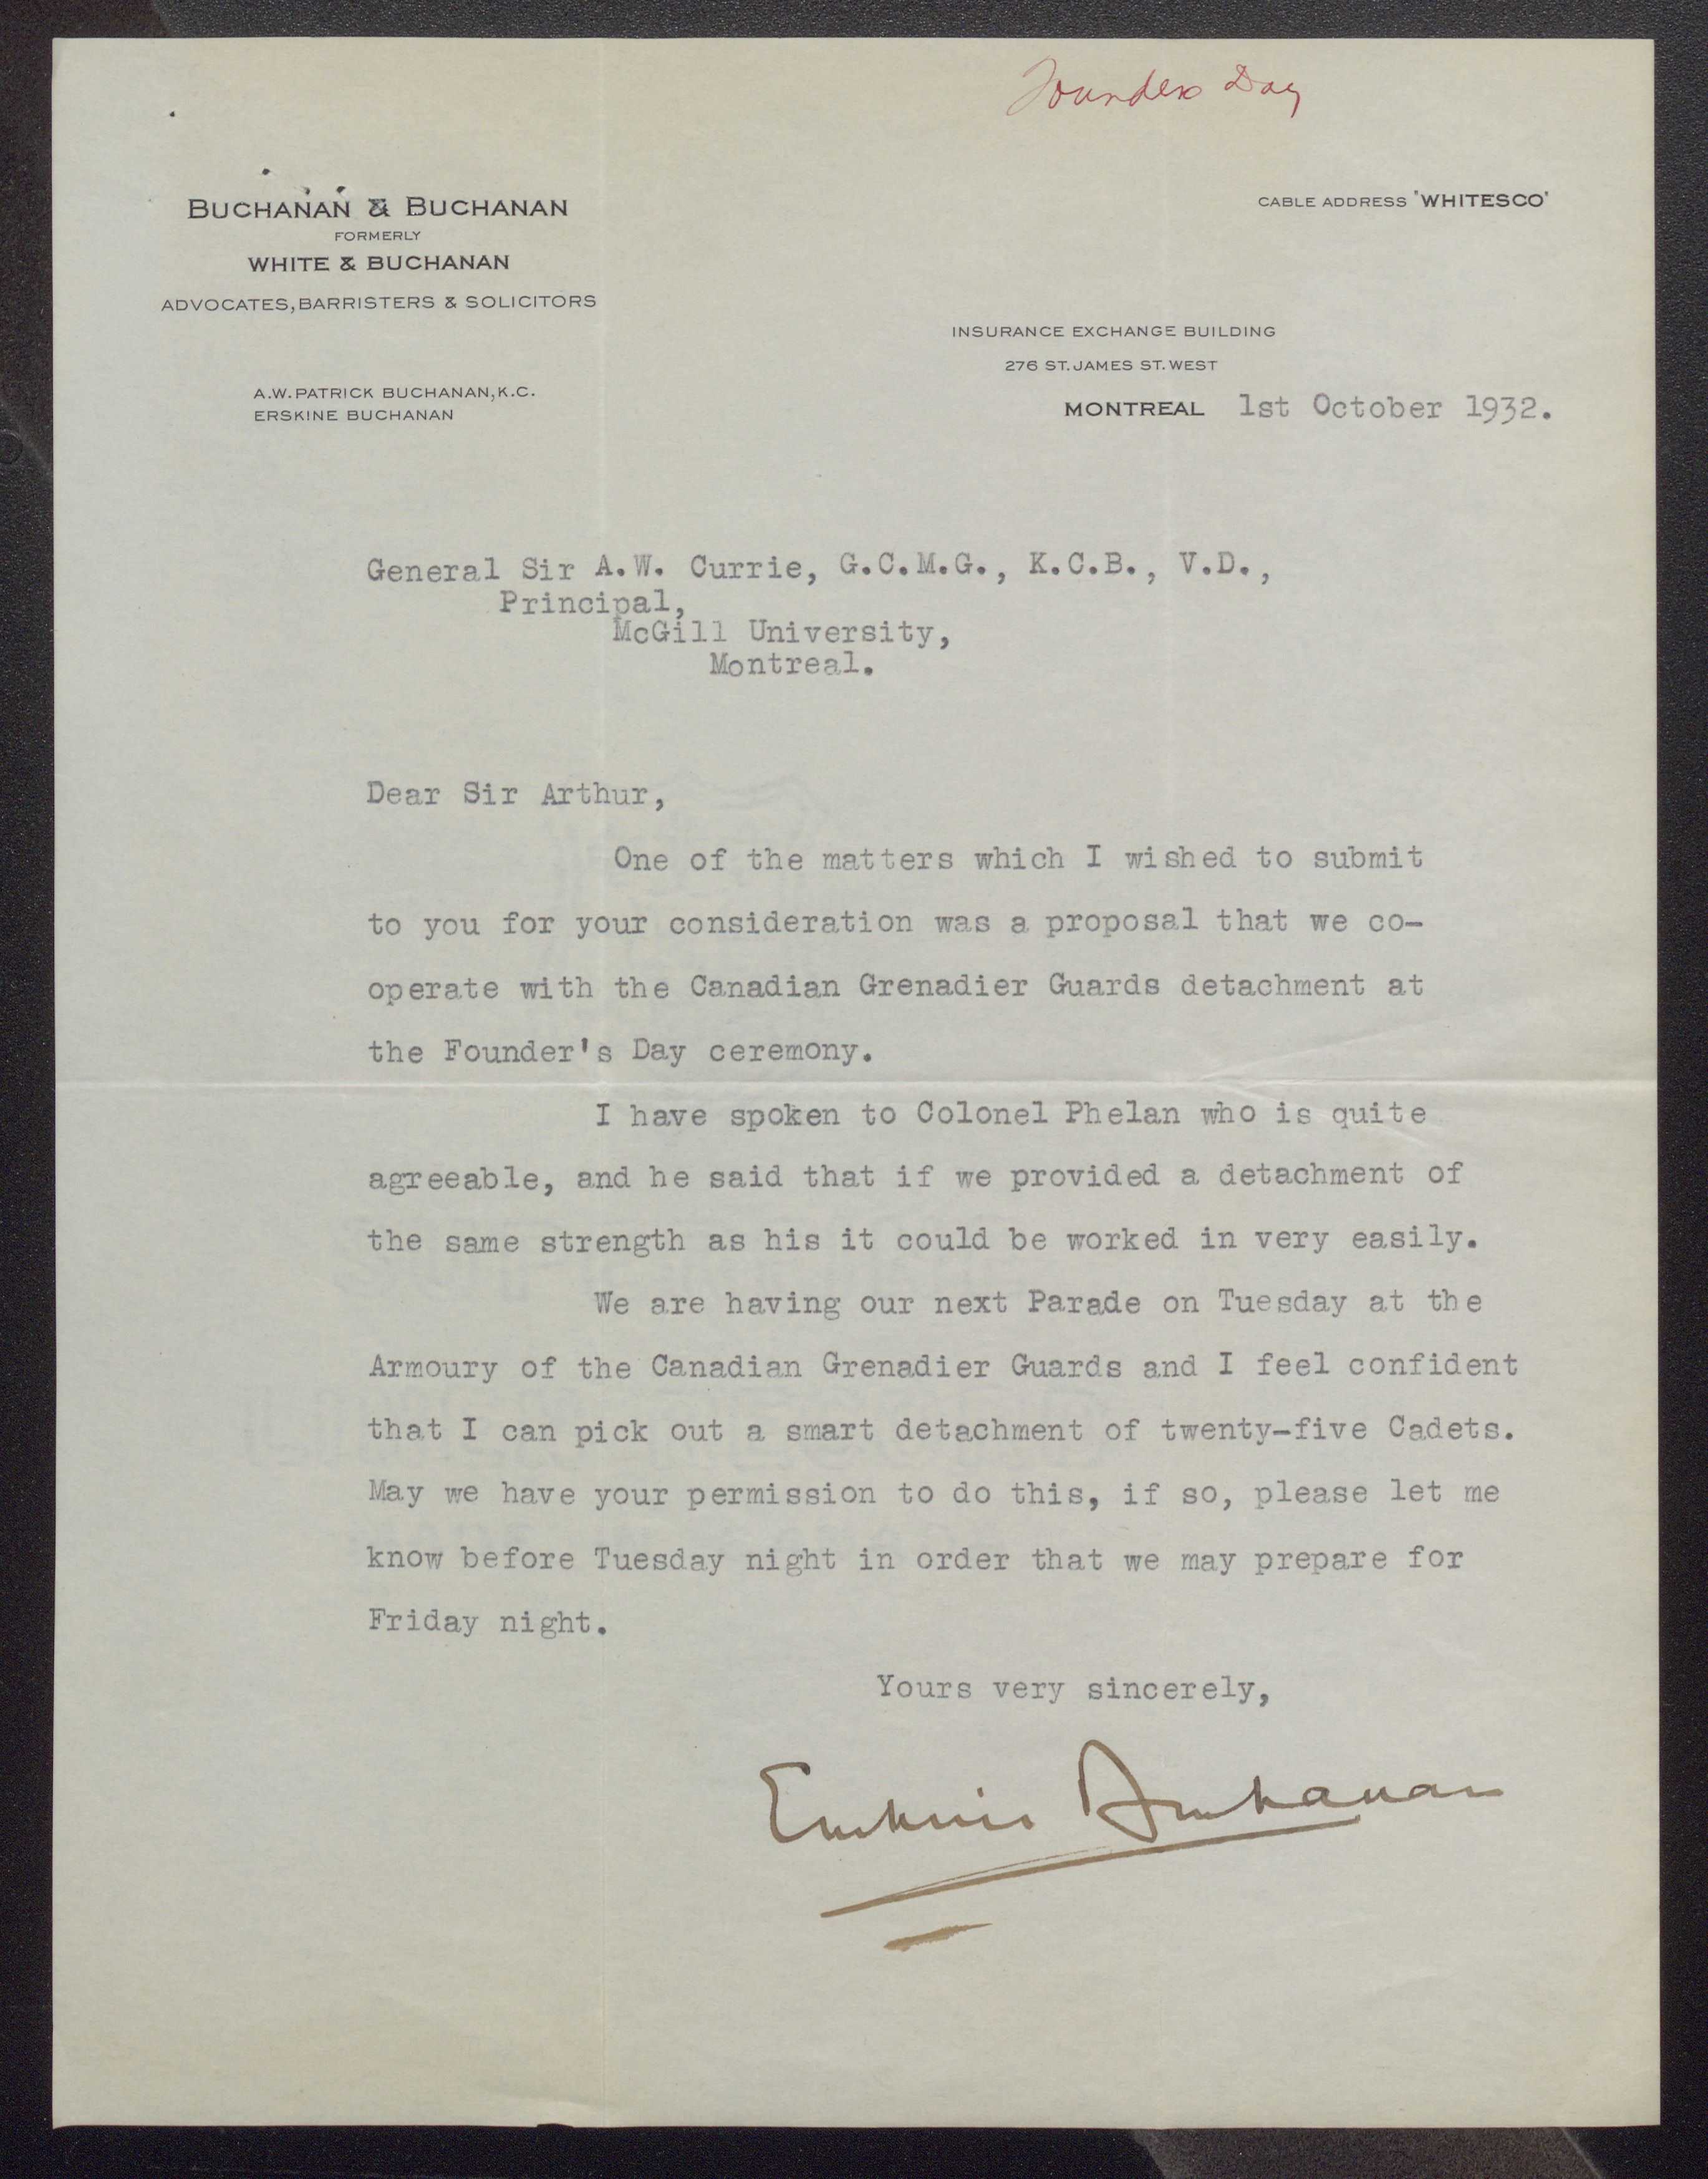 Founders Day
BUCHANAN & BUCHANAN
FORMERLY
WHITE & BUCHANAN
ADVOCATES, BARRISTERS & SOLICITORS
A.W. PATRICK BUCHANAN, K.C.
ERSKINE BUCHANAN
CABLE ADDRESS "WHITESCO"
INSURANCE EXCHANGE BUILDING
276 ST. JAMES ST. WEST
MONTREAL 1st October 1932.
General Sir A.W. Currie, G.C.M.G., K.C.B., V.D.,
Principal,
McGill University,
Montreal.
Dear Sir Arthur,
One of the matters which I wished to submit
to you for your consideration was a proposal that we co-
operate with the Canadian Grenadier Guards detachment at
the Founder's Day ceremony.
I have spoken to Colonel Phelan who is quite
agreeable, and he said that if we provided a detachment of
the same strength as his it could be worked in very easily.
We are having our next Parade on Tuesday at the
Armoury of the Canadian Grenadier Guards and I feel confident
that I can pick out a smart detachment of twenty-five Cadets.
May we have your permission to do this, if so, please let me
know before Tuesday night in order that we may prepare for
Friday night.
Yours very sincerely,
Erskine Buchanan